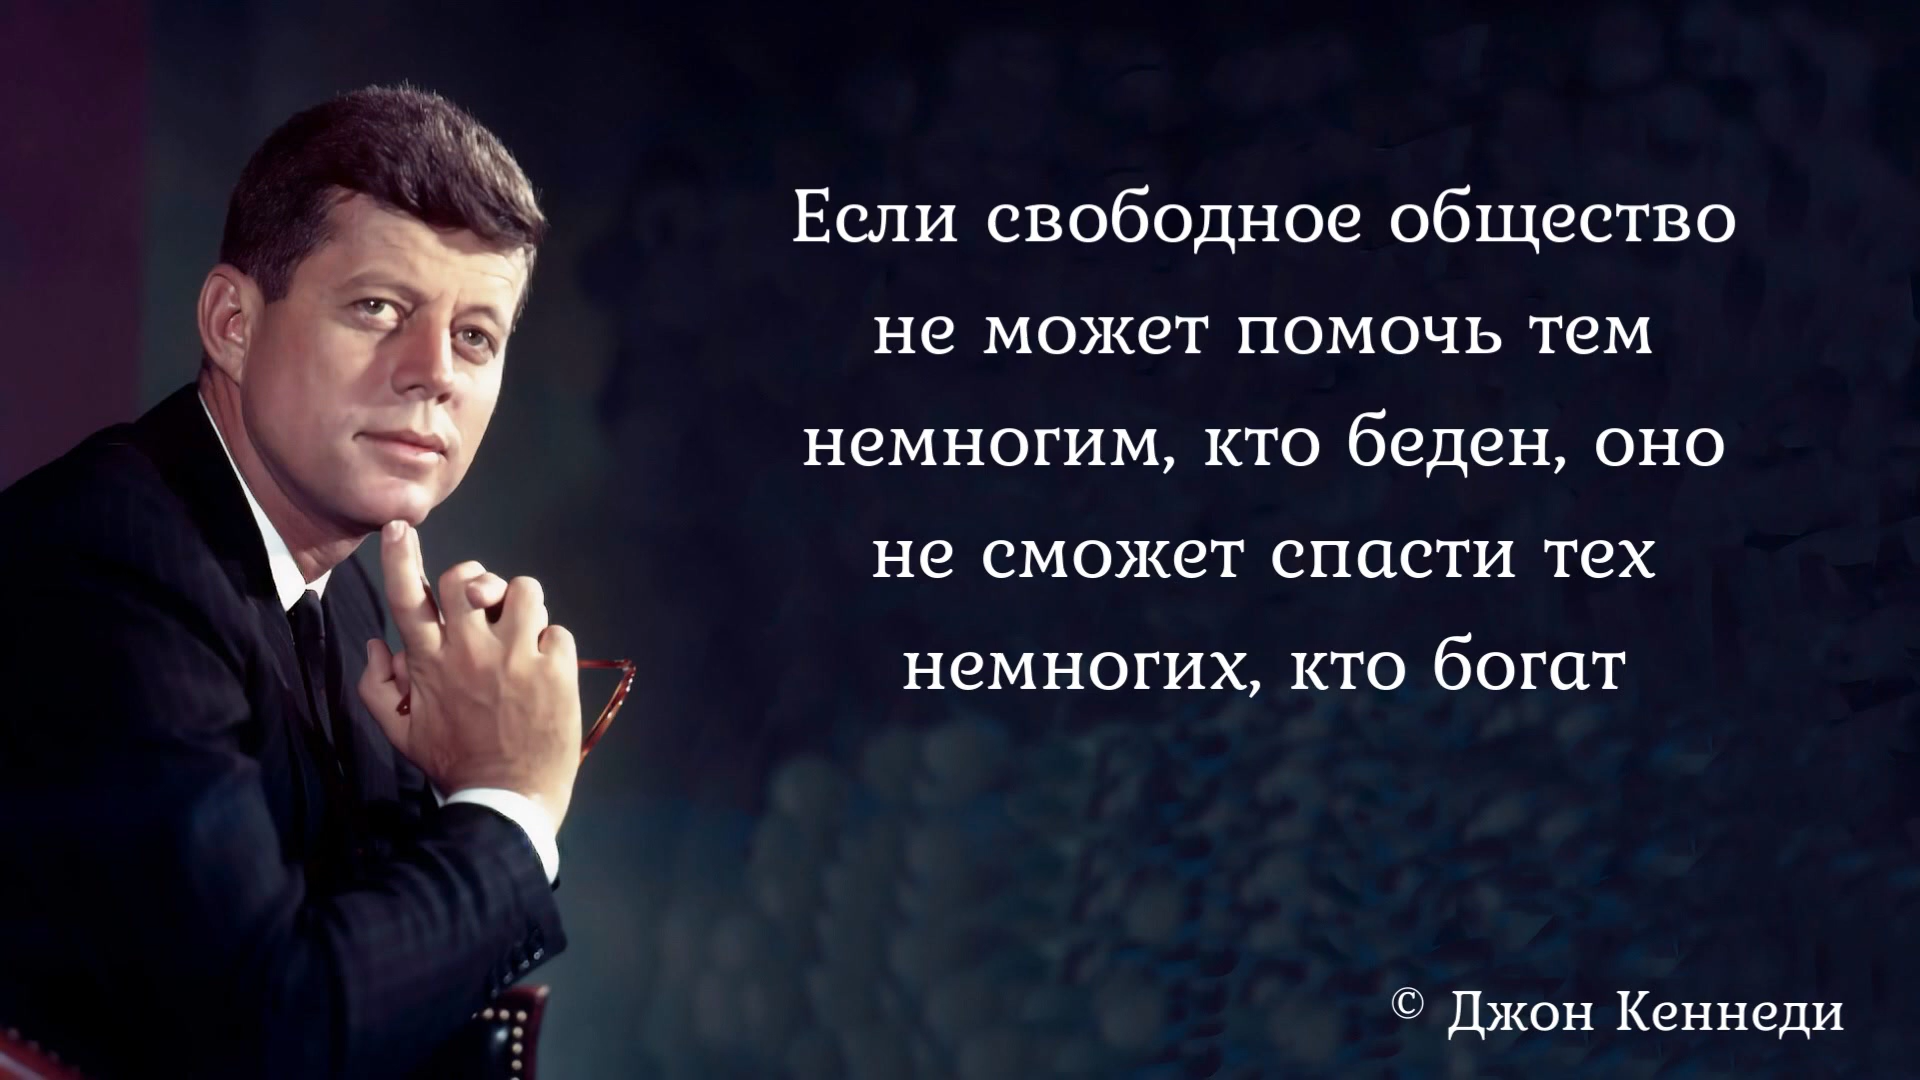 Если свободное общество
не может помочь тем
немногим, кто беден, оно
не сможет спасти тех
немногих, кто богат
© Джон Кеннеди